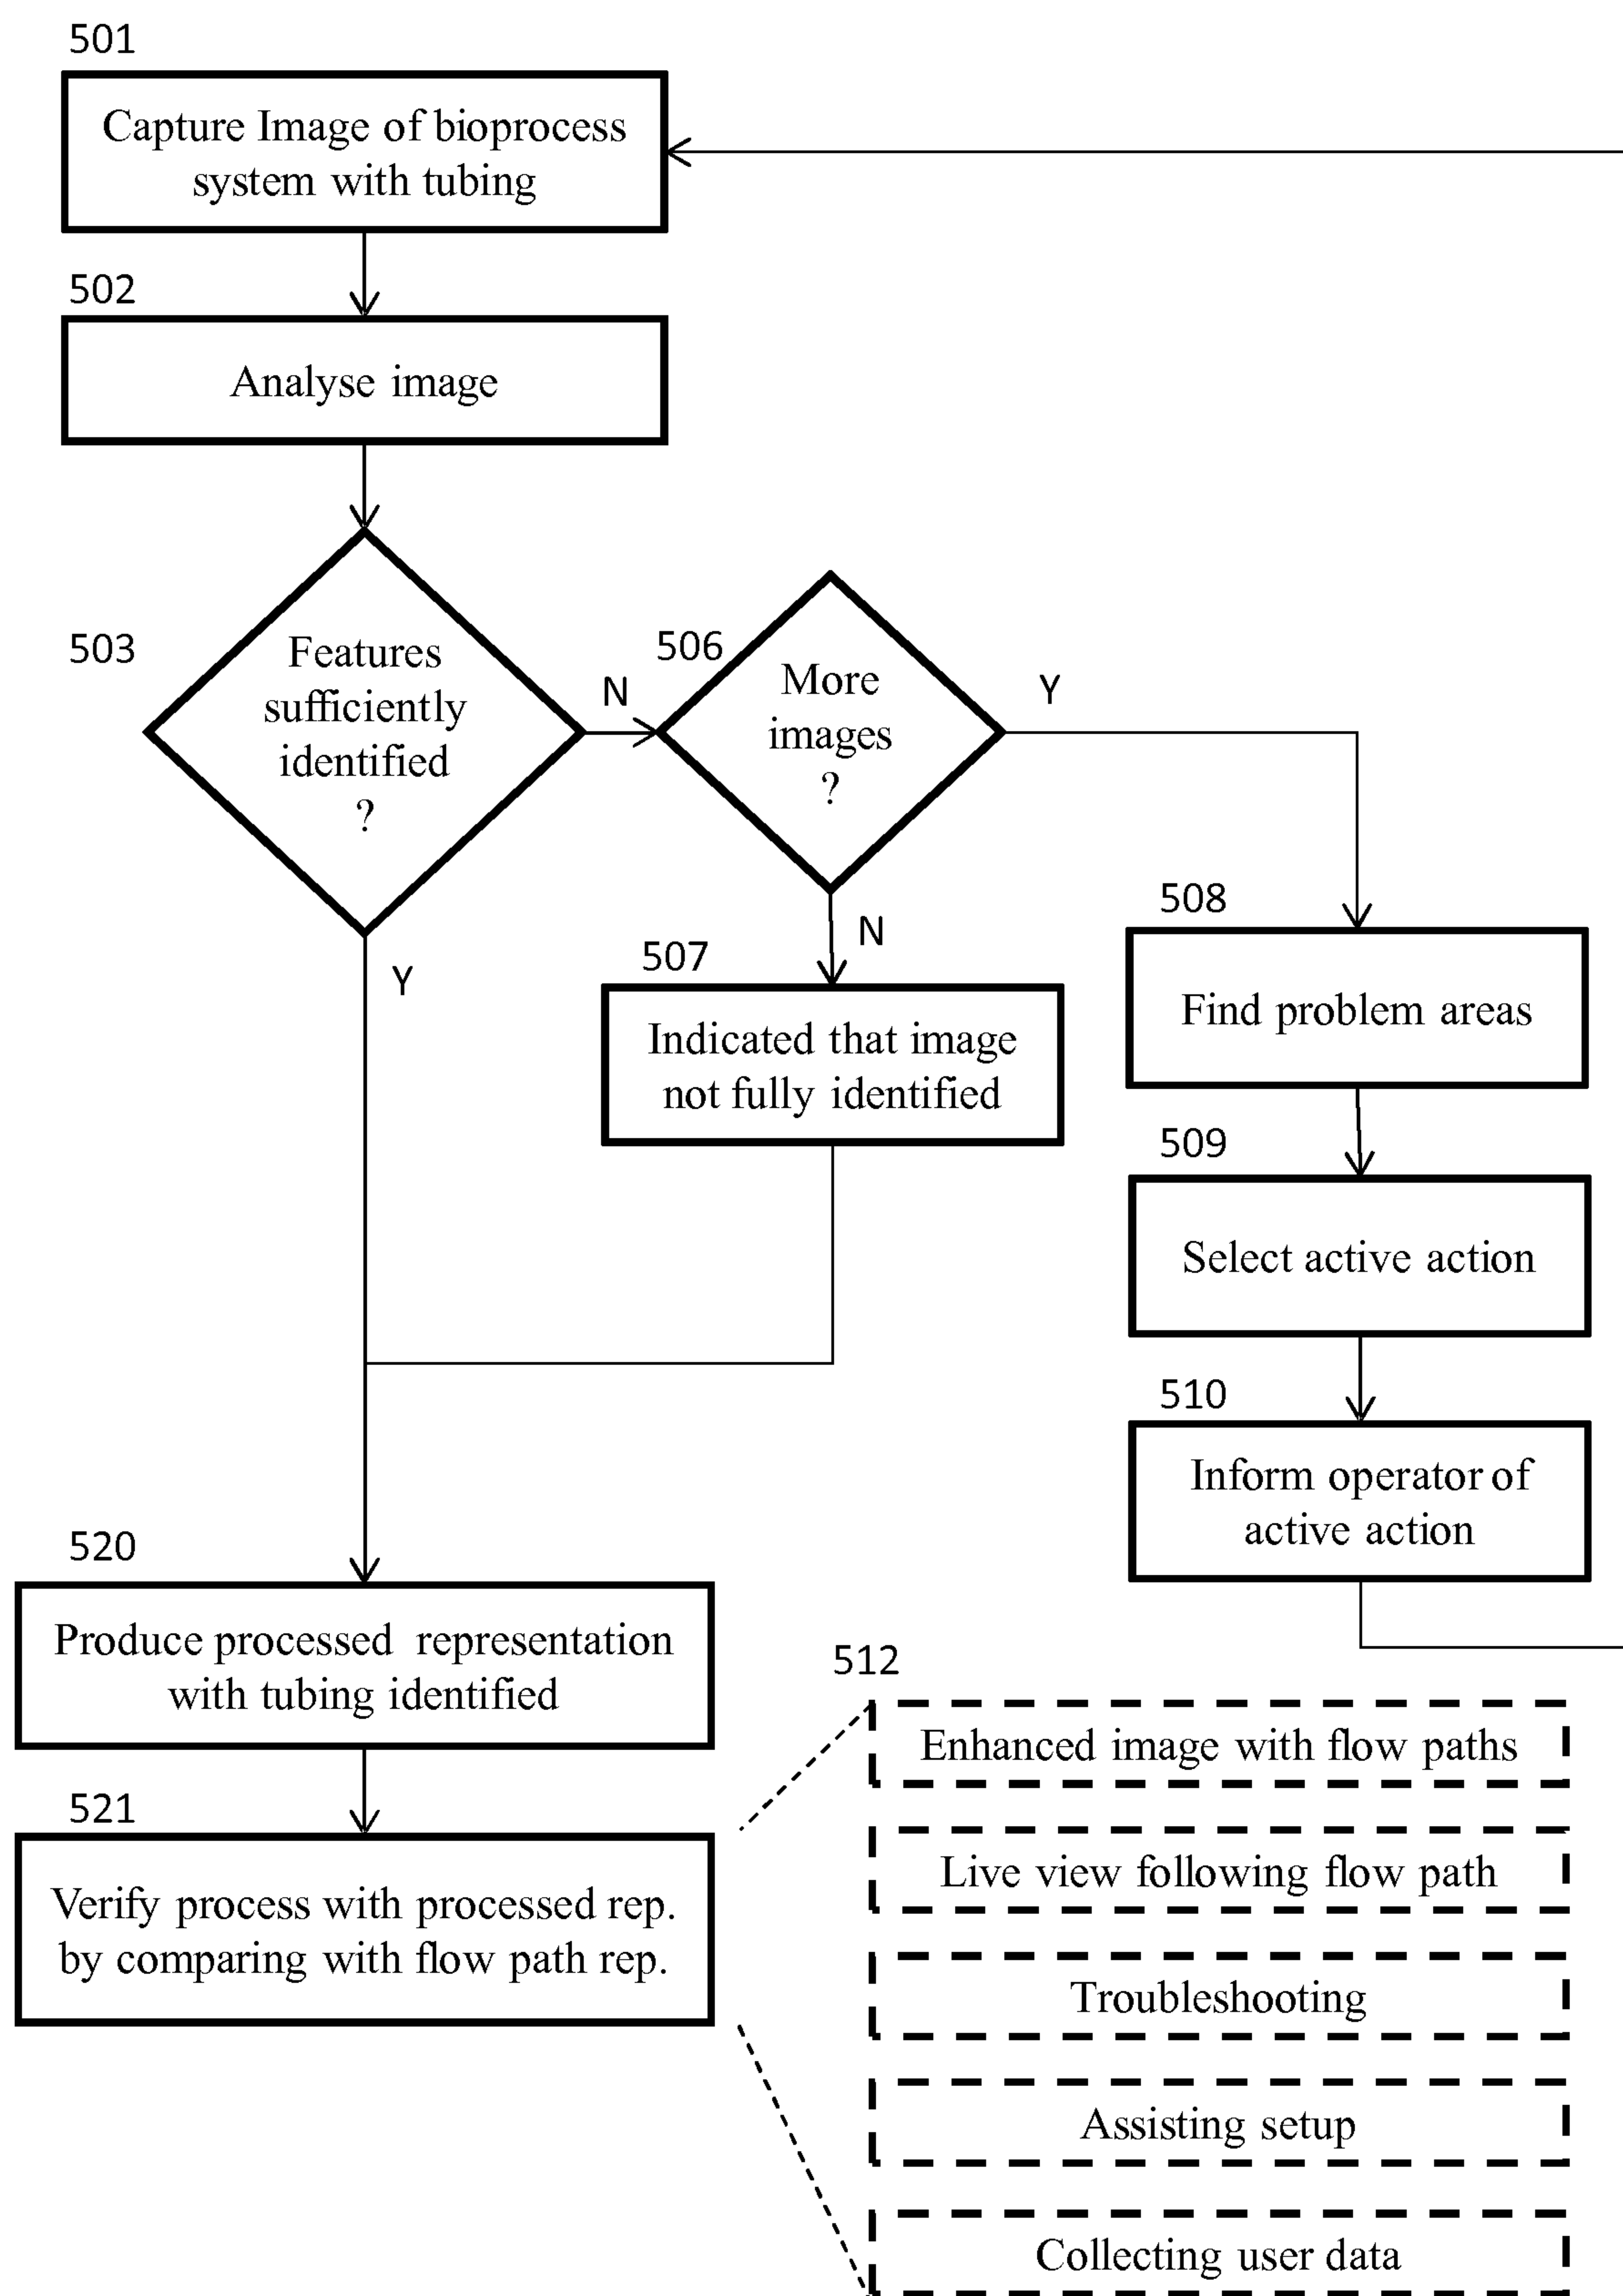 501
Capture Image of bioprocess
system with tubing
502
Analyse image
503
Features
sufficiently
identified
?
N
Y
506
More
images
?
Y
N
507
Indicated that image
not fully identified
508
Find problem areas
509
Select active action
510
Inform operator of
active action
520
Produce processed representation
with tubing identified
521
Verify process with processed rep.
by comparing with flow path rep.
512
Enhanced image with flow paths
Live view following flow path
Troubleshooting
Assisting setup
Collecting user data